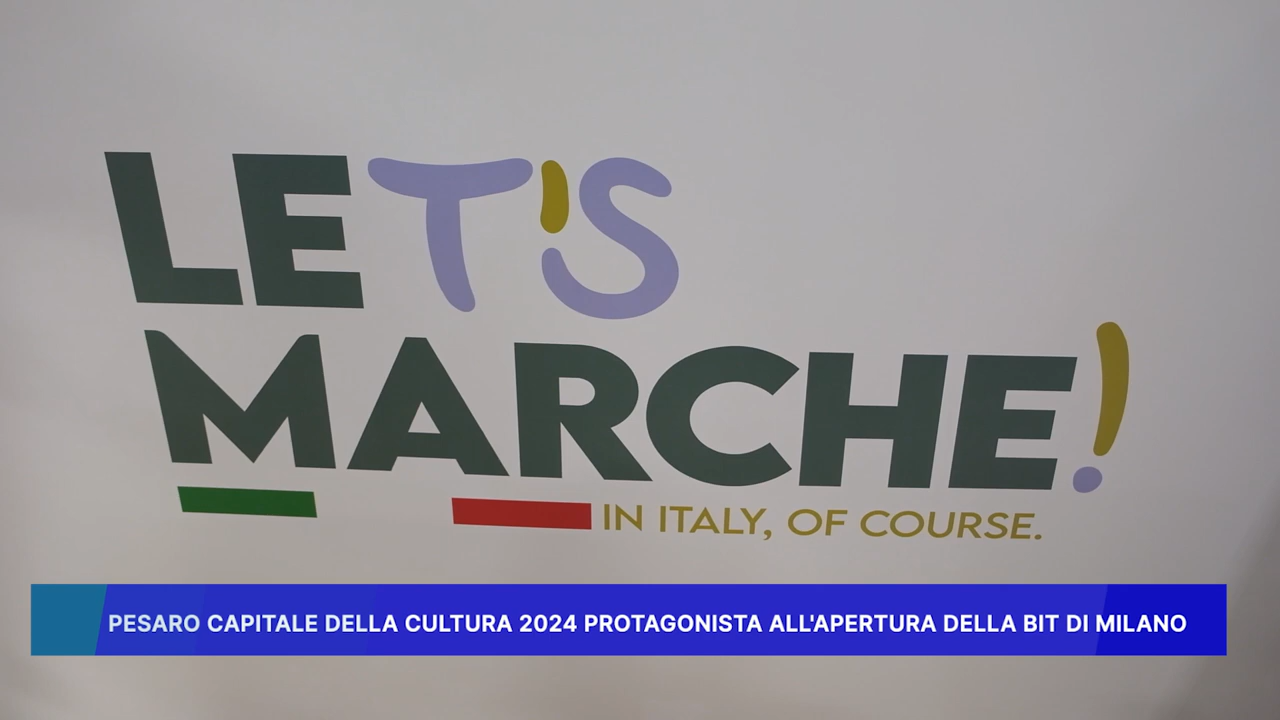 LET'S
MARCHE!
IN ITALY, OF COURSE.
PESARO CAPITALE DELLA CULTURA 2024 PROTAGONISTA ALL'APERTURA DELLA BIT DI MILANO